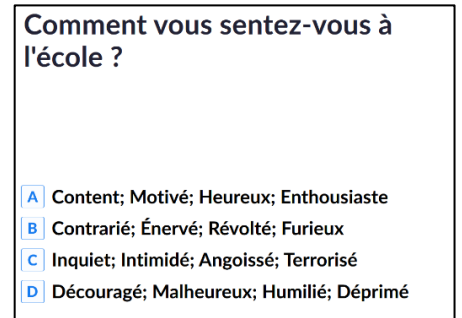 Comment vous sentez-vous à
l'école ?
A Content; Motivé; Heureux; Enthousiaste
B Contrarié; Énervé; Révolté; Furieux
C Inquiet; Intimidé; Angoissé; Terrorisé
D Découragé; Malheureux; Humilié; Déprimé